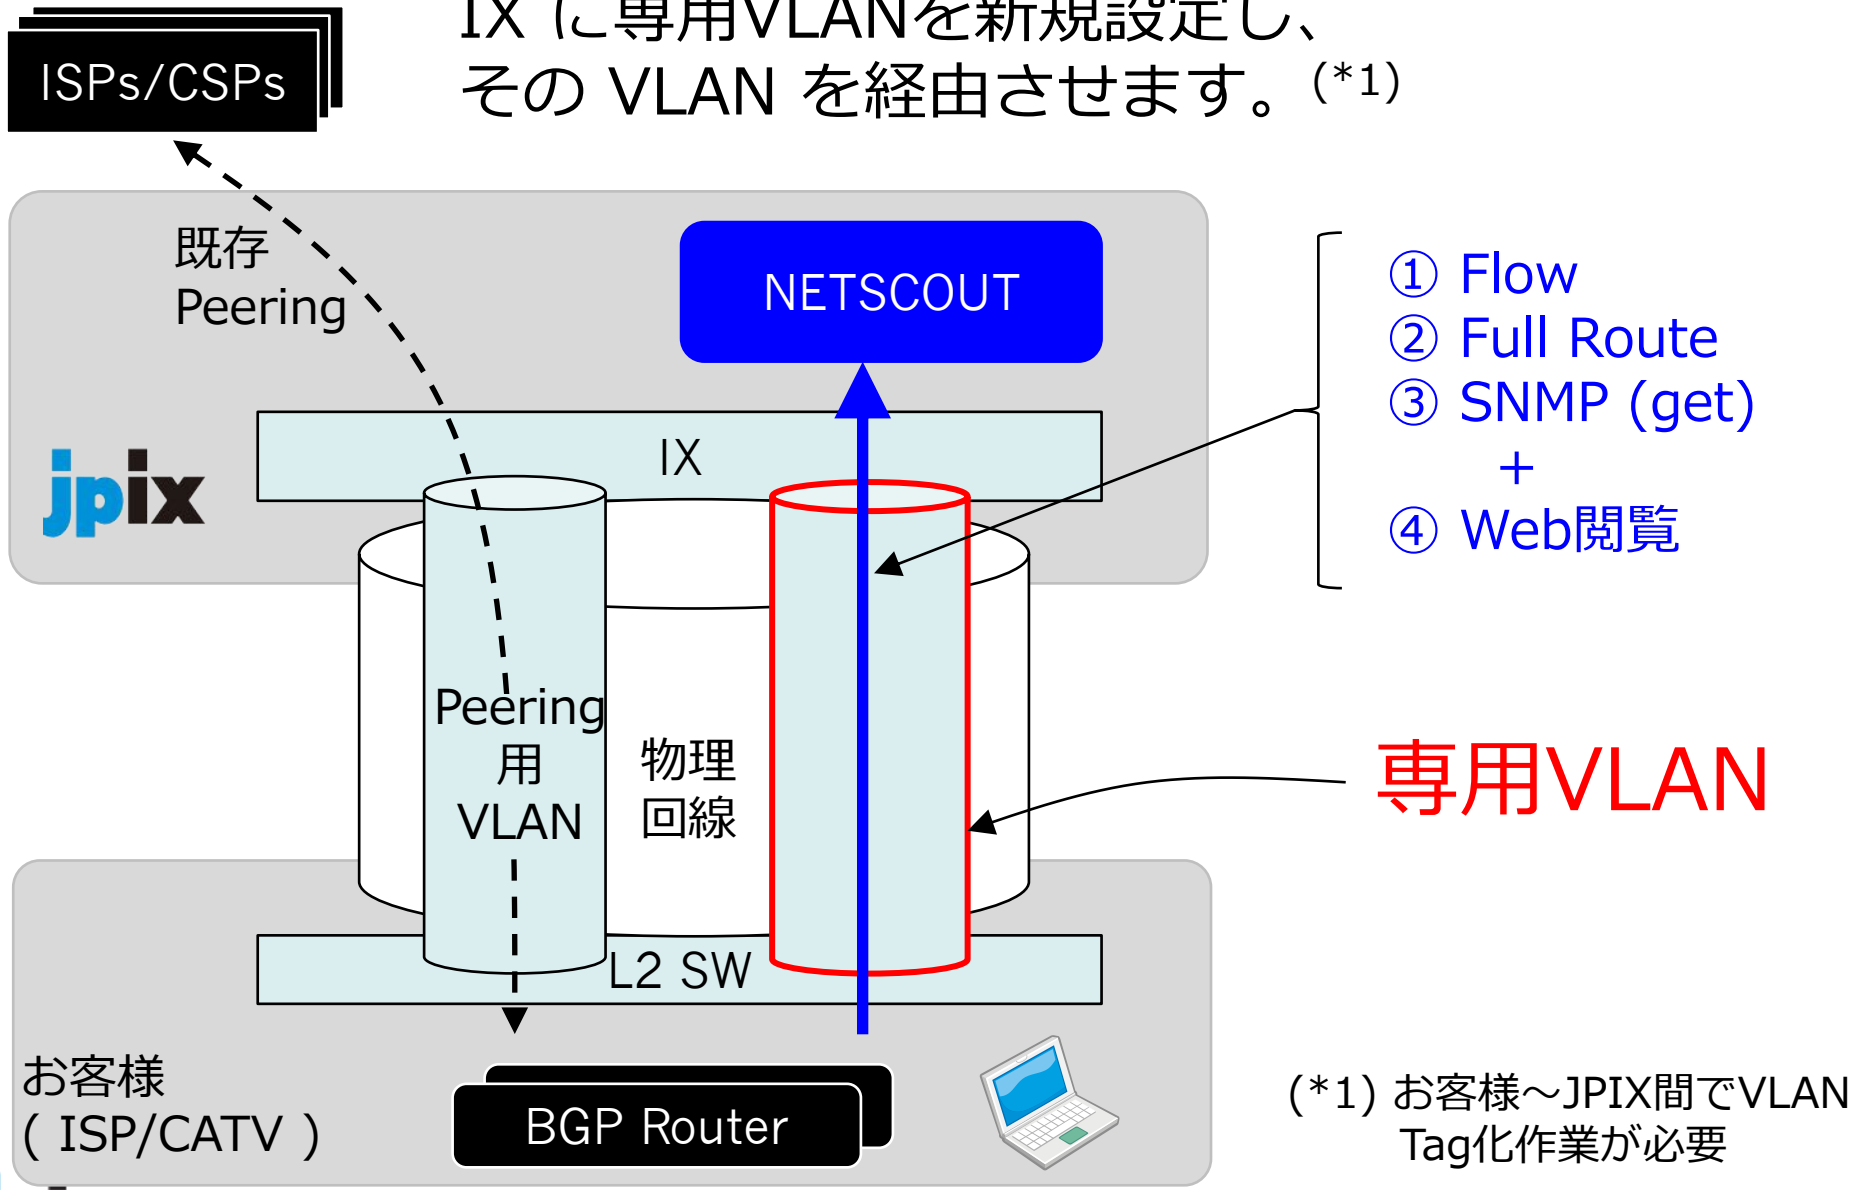 IX に専用VLANを新規設定し、
その VLAN を経由させます。(*1)
ISPs/CSPs
既存
Peering
NETSCOUT
① Flow
② Full Route
③ SNMP (get)
+
④ Web閲覧
IX
jpix
Peering
用
VLAN
物理
回線
専用VLAN
L2 SW
お客様
( ISP/CATV )
BGP Router
(*1) お客様～JPIX間でVLAN
Tag化作業が必要